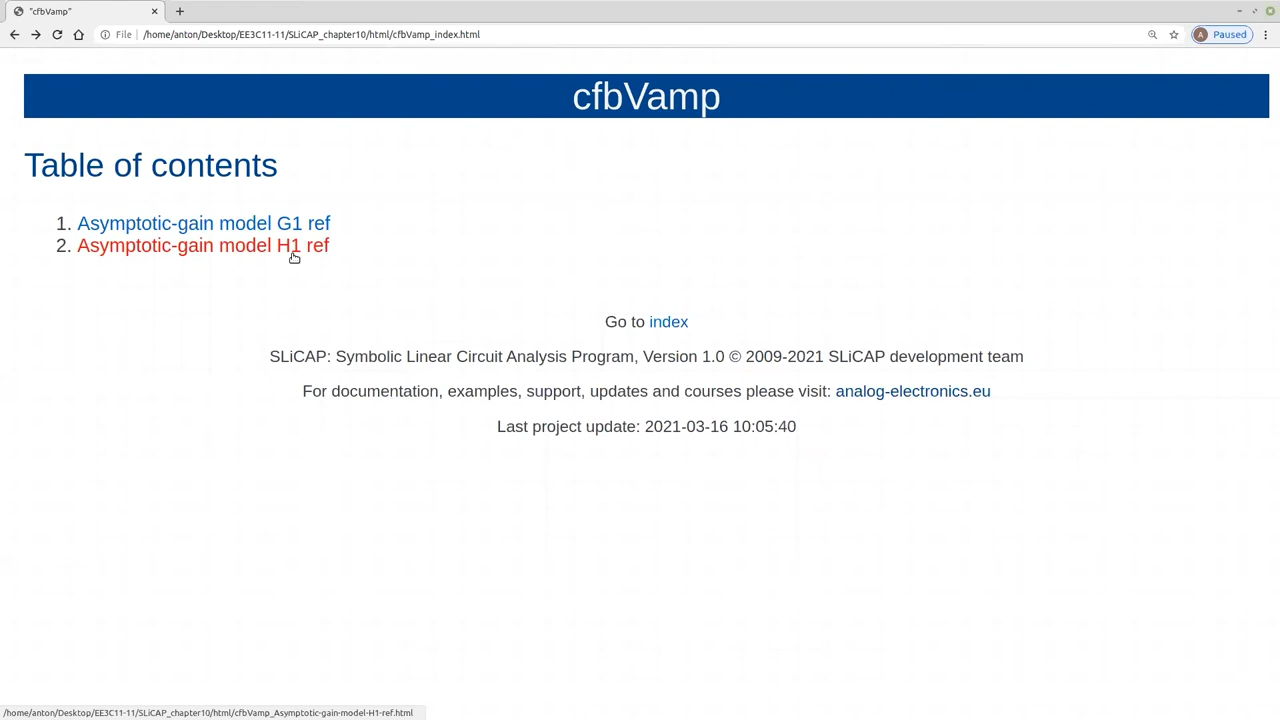 "cfbVamp"
File
/home/anton/Desktop/EE3C11-11/SLiCAP_chapter10/html/cfbVamp_index.html
A Paused
cfbVamp
Table of contents
1. Asymptotic-gain model G1 ref
2. Asymptotic-gain model H1 ref
Go to index
SLiCAP: Symbolic Linear Circuit Analysis Program, Version 1.0 © 2009-2021 SLiCAP development team
For documentation, examples, support, updates and courses please visit: analog-electronics.eu
Last project update: 2021-03-16 10:05:40
/home/anton/Desktop/EE3C11-11/SLiCAP_chapter10/html/cfbVamp_Asymptotic-gain-model-H1-ref.html